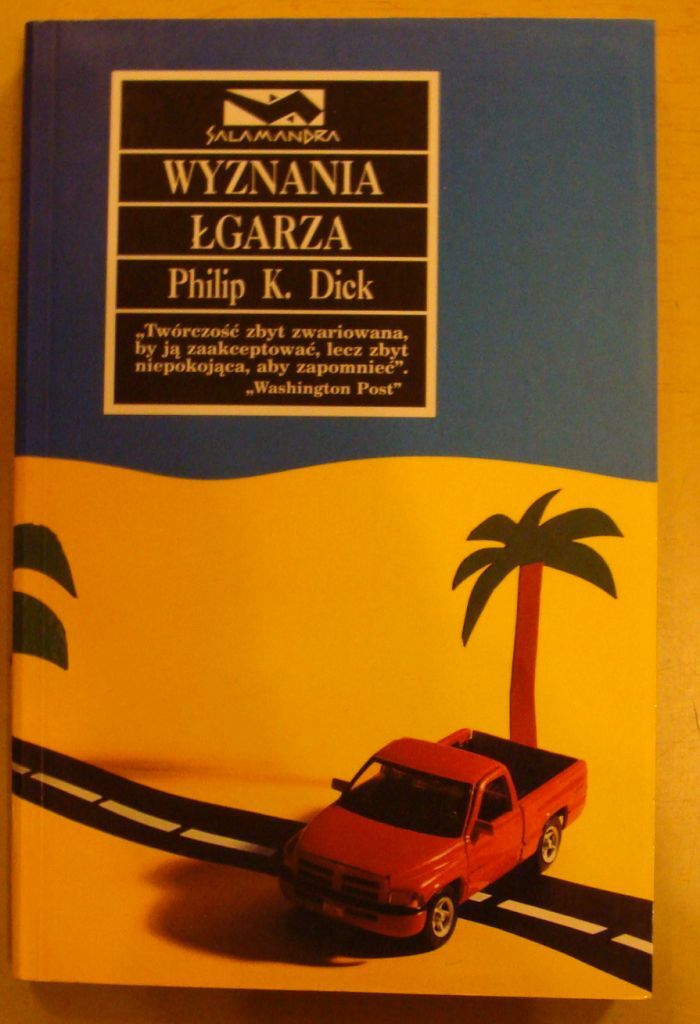 SALAMANDRA
WYZNANIA
ŁGARZA
Philip K. Dick
„Twórczość zbyt zwariowana,
by ją zaakceptować, lecz zbyt
niepokojąca, aby zapomnieć”.
„Washington Post”